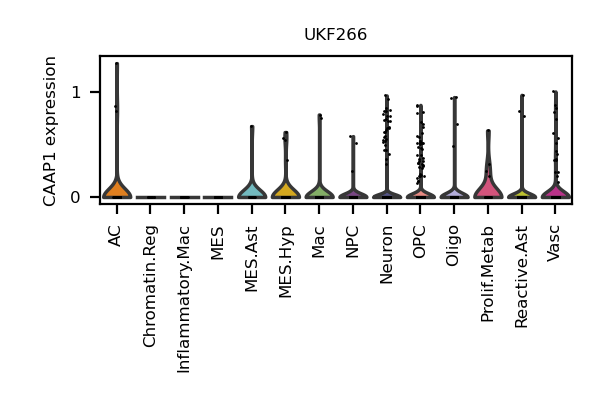 UKF266
CAAP1 expression
1
0
AC
Chromatin.Reg
Inflammatory.Mac
MES
MES.Ast
MES.Hyp
Mac
NPC
Neuron
OPC
Oligo
Prolif.Metab
Reactive.Ast
Vasc